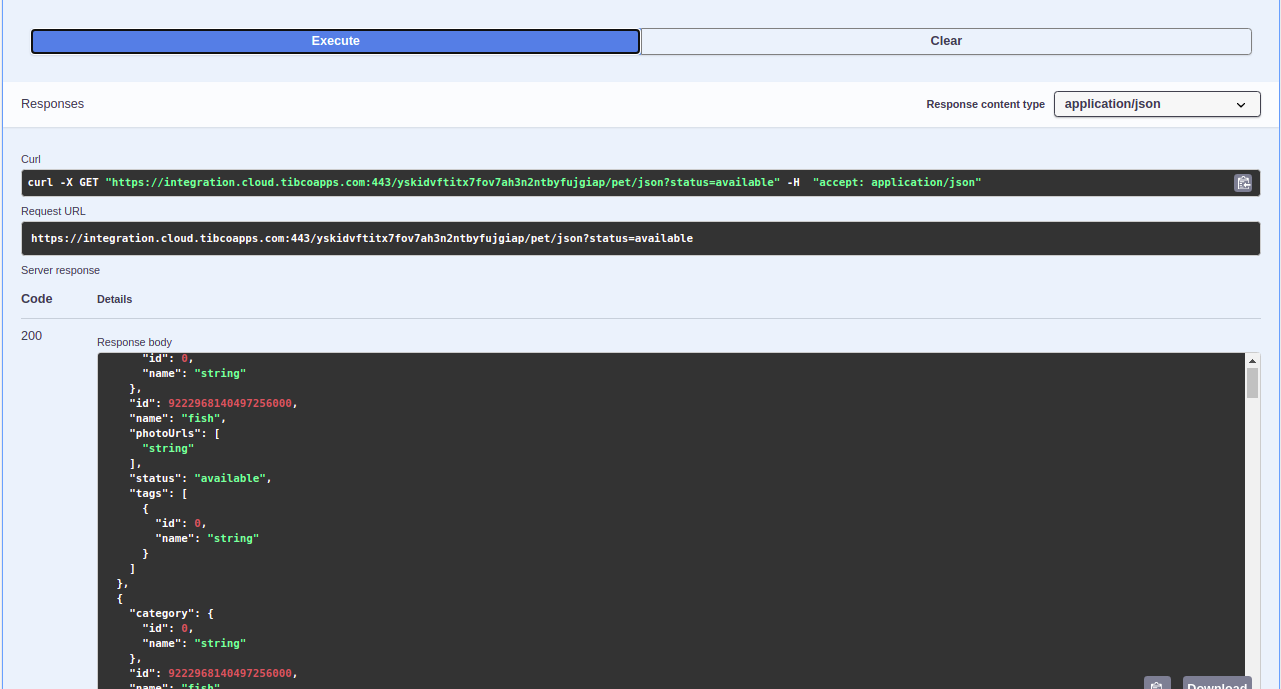 Execute
Clear
Responses
Response content type
application/json
Curl
curl -X GET "https://integration.cloud.tibcoapps.com:443/yskidvftitx7fov7ah3n2ntbyfujgiap/pet/json?status=available" -H  "accept: application/json"
Request URL
https://integration.cloud.tibcoapps.com:443/yskidvftitx7fov7ah3n2ntbyfujgiap/pet/json?status=available
Server response
Code
Details
200
Response body
"id": 0,
"name": "string"
},
"id": 9222968140497256000,
"name": "fish",
"photoUrls": [
"string"
],
"status": "available",
"tags": [
{
"id": 0,
"name": "string"
}
]
},
{
"category": {
"id": 0,
"name": "string"
},
"id": 9222968140497256000,
"name": "fish"
Download